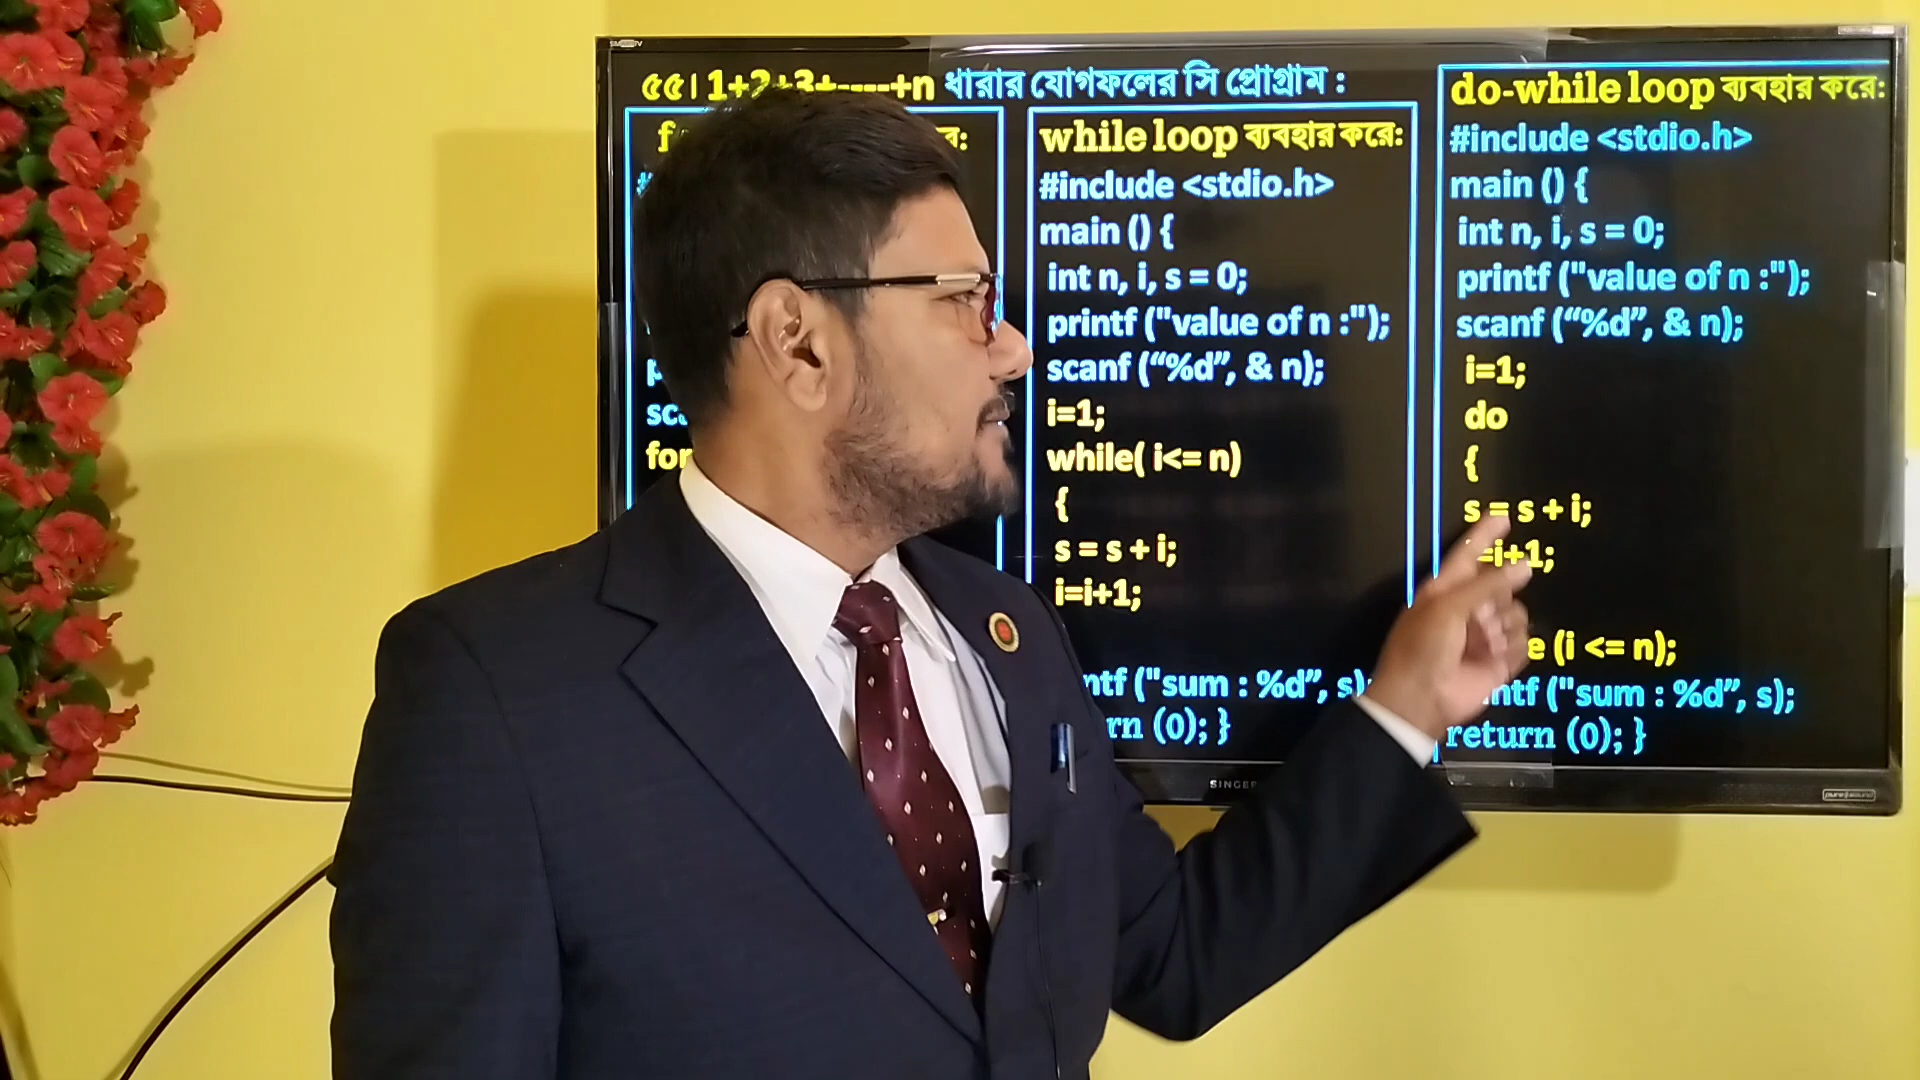 ৫৫। 1+2+3+----+n ধারার যোগফলের সি প্রোগ্রাম :
for
while loop ব্যবহার করে:
#include <stdio.h>
main () {
int n, i, s = 0;
printf ("value of n :");
scanf (“%d”, & n);
i=1;
while( i<= n)
{
s = s + i;
i=i+1;
ntf ("sum : %d”, s);
rn (0); }
do-while loop ব্যবহার করে:
#include <stdio.h>
main () {
int n, i, s = 0;
printf ("value of n :");
scanf (“%d”, & n);
i=1;
do
{
s = s + i;
=i+1;
e (i <= n);
ntf ("sum : %d”, s);
return (0); }
SINGER